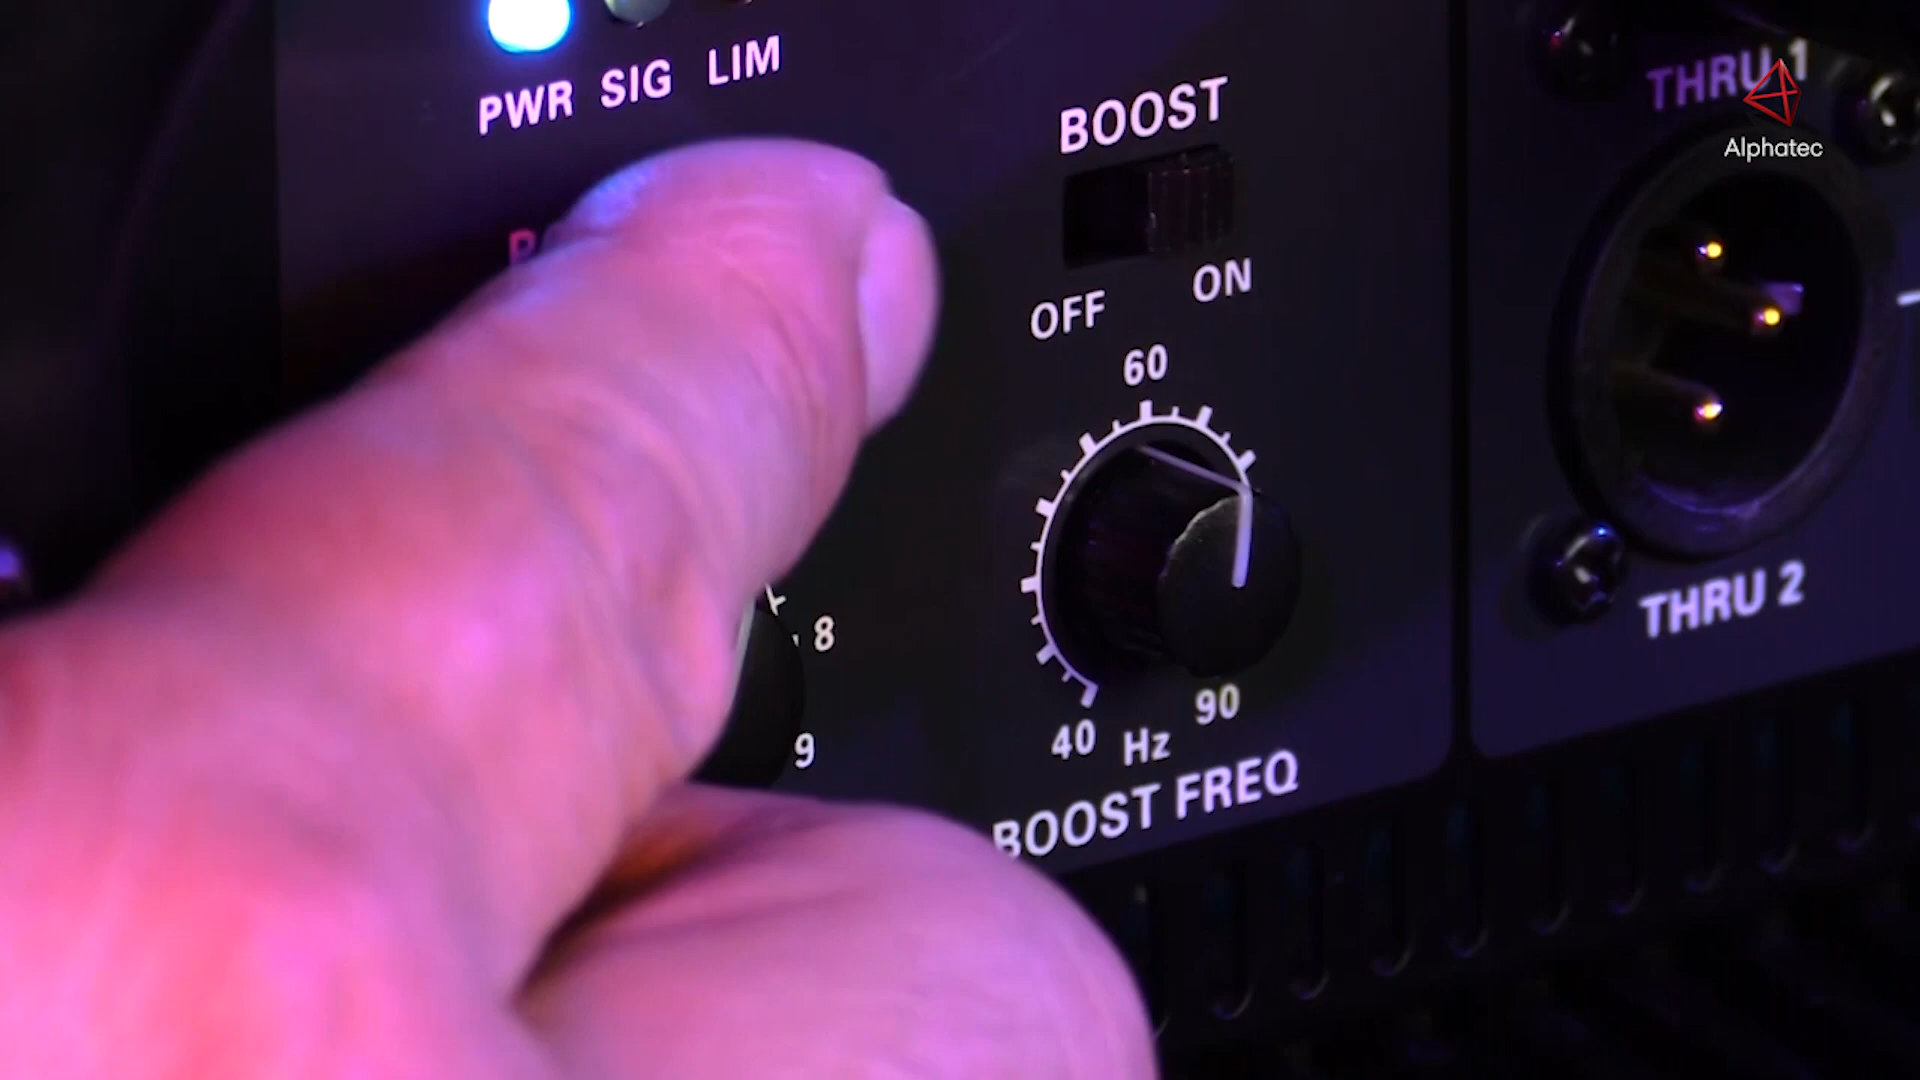 PWR SIG LIM
BOOST
OFF ON
60
40 Hz 90
BOOST FREQ
8
9
THRU 1
THRU 2
Alphatec